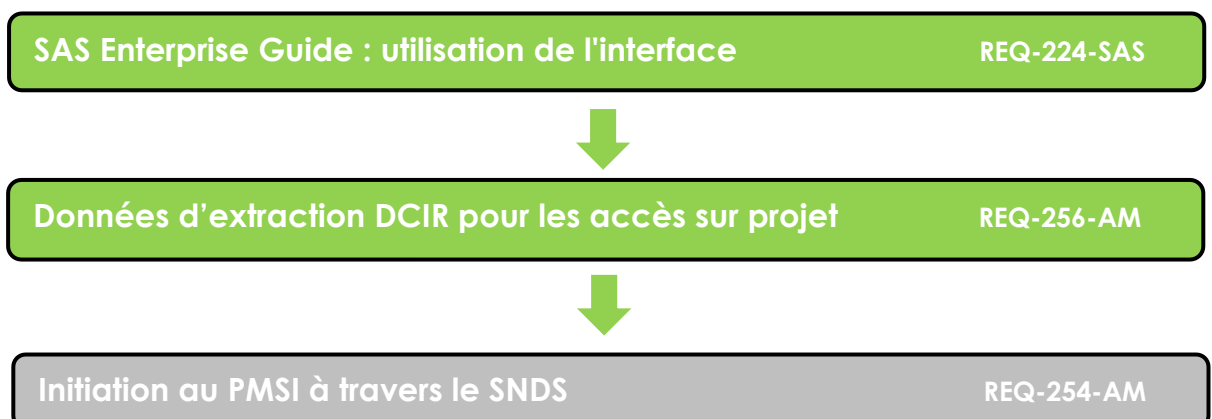 SAS Enterprise Guide : utilisation de l'interface REQ-224-SAS
Données d’extraction DCIR pour les accès sur projet REQ-256-AM
Initiation au PMSI à travers le SNDS REQ-254-AM